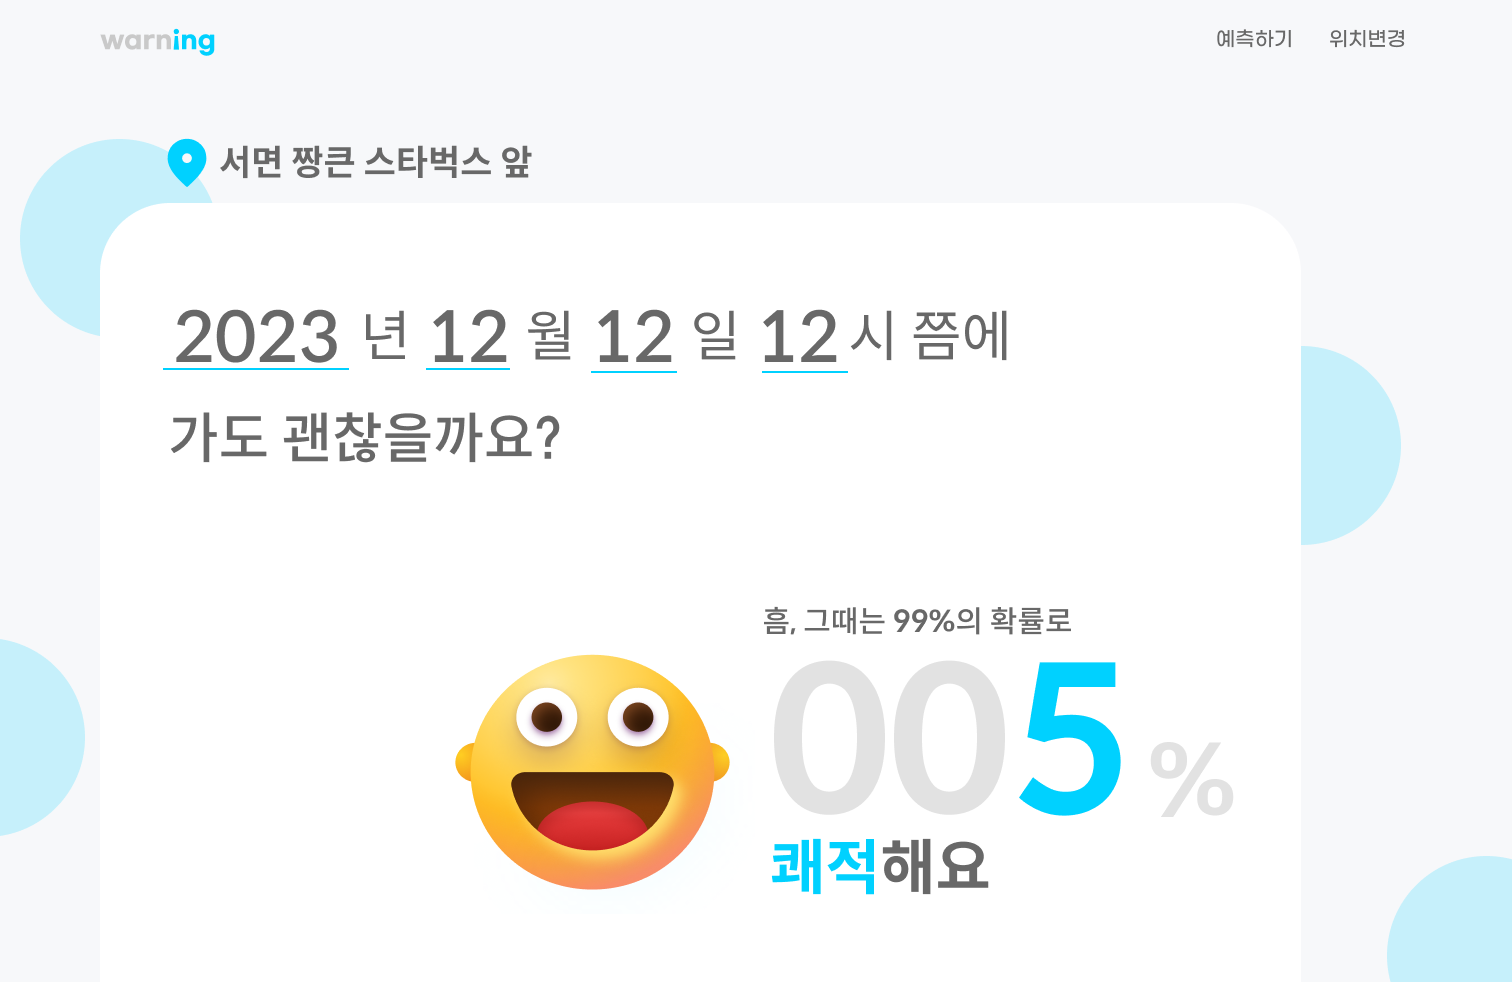 warning
예측하기 위치변경
서면 짱큰 스타벅스 앞
2023 년 12 월 12 일 12시 쯤에
가도 괜찮을까요?
흠, 그때는 99%의 확률로
005 %
쾌적해요